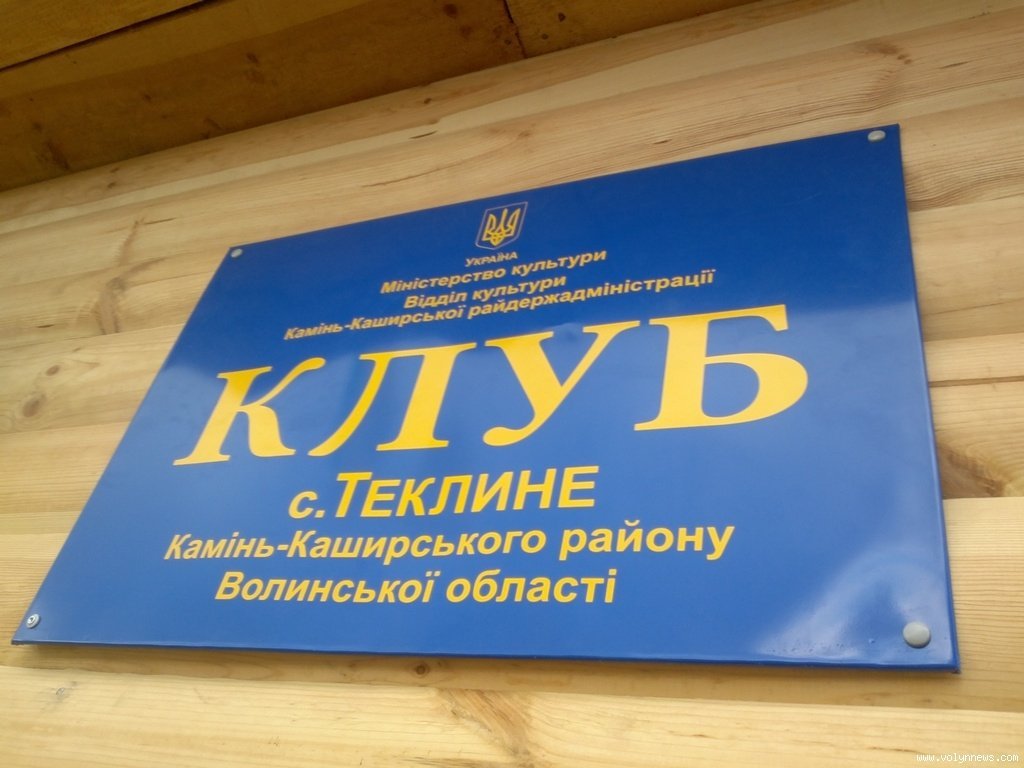 УКРАЇНА
Міністерство культури
Відділ культури
Камінь-Каширської райдержадміністрації
КЛУБ
с.ТЕКЛИНЕ
Камінь-Каширського району
Волинської області
www.volynnews.com